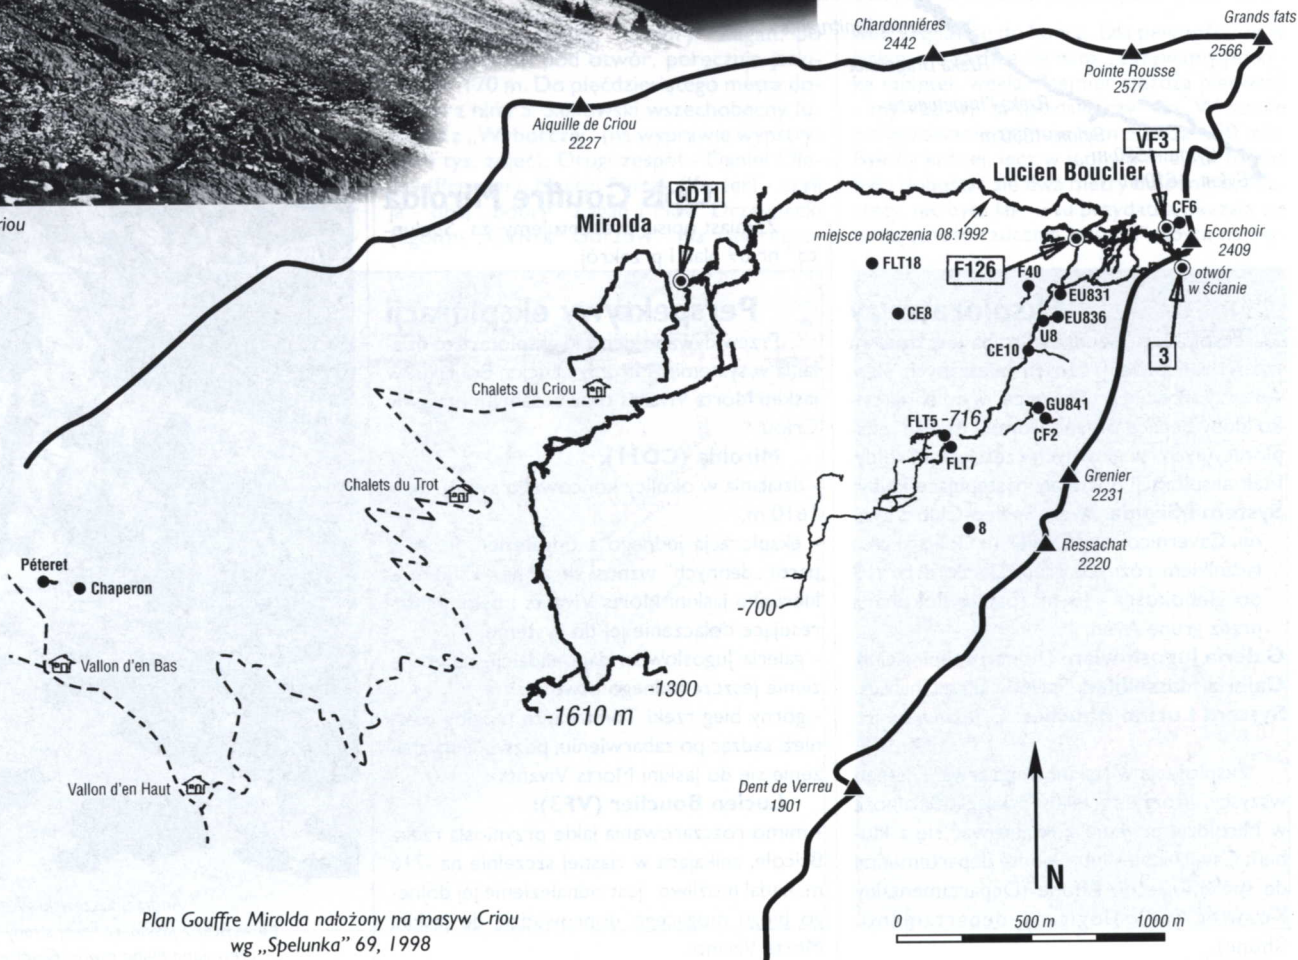 Grands fats
2566
Chardonniéres
2442
Pointe Rousse
2577
Aiguille de Criou
2227
VF3
Lucien Bouclier
CD11
Mirolda
CF6
Ecorchoir
2409
miejsce połączenia 08.1992
riou
FLT18
F126
F40
otwór
w ścianie
EU831
CE8
EU836
U8
CE10
3
Chalets du Criou
GU841
FLT5
-716
CF2
FLT7
Chalets du Trot
Grenier
2231
8
Ressachat
2220
Péteret
Chaperon
-700
Vallon d'en Bas
-1300
-1610 m
Vallon d'en Haut
Dent de Verreu
1901
N
Plan Gouffre Mirolda nałożony na masyw Criou
wg „Spelunka" 69, 1998
0 500 m 1000 m